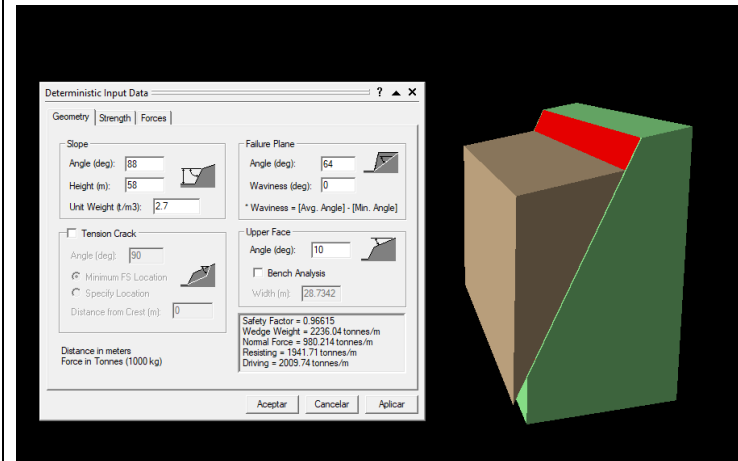 Deterministic Input Data ? 
Geometry Strength Forces
Slope
Angle (deg): 88
Height (m): 58
Unit Weight (t/m3): 2.7
Failure Plane
Angle (deg): 64
Waviness (deg): 0
* Waviness = [Avg. Angle] - [Min. Angle]
Tension Crack
Angle (deg): 90
Minimum FS Location
Specify Location
Distance from Crest (m): 0
Upper Face
Angle (deg): 10
Bench Analysis
Width (m): 28.7342
Distance in meters
Force in Tonnes (1000 kg)
Safety Factor = 0.96615
Wedge Weight = 2236.04 tonnes/m
Normal Force = 980.214 tonnes/m
Resisting = 1941.71 tonnes/m
Driving = 2009.74 tonnes/m
Aceptar Cancelar Aplicar